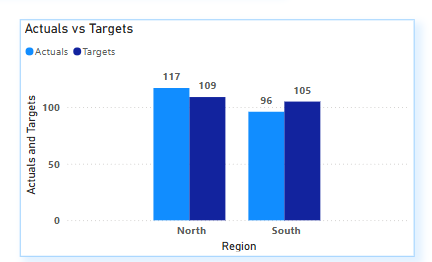 Actuals vs Targets
Actuals Targets
117
109
96
105
100
50
0
Actuals and Targets
North South
Region